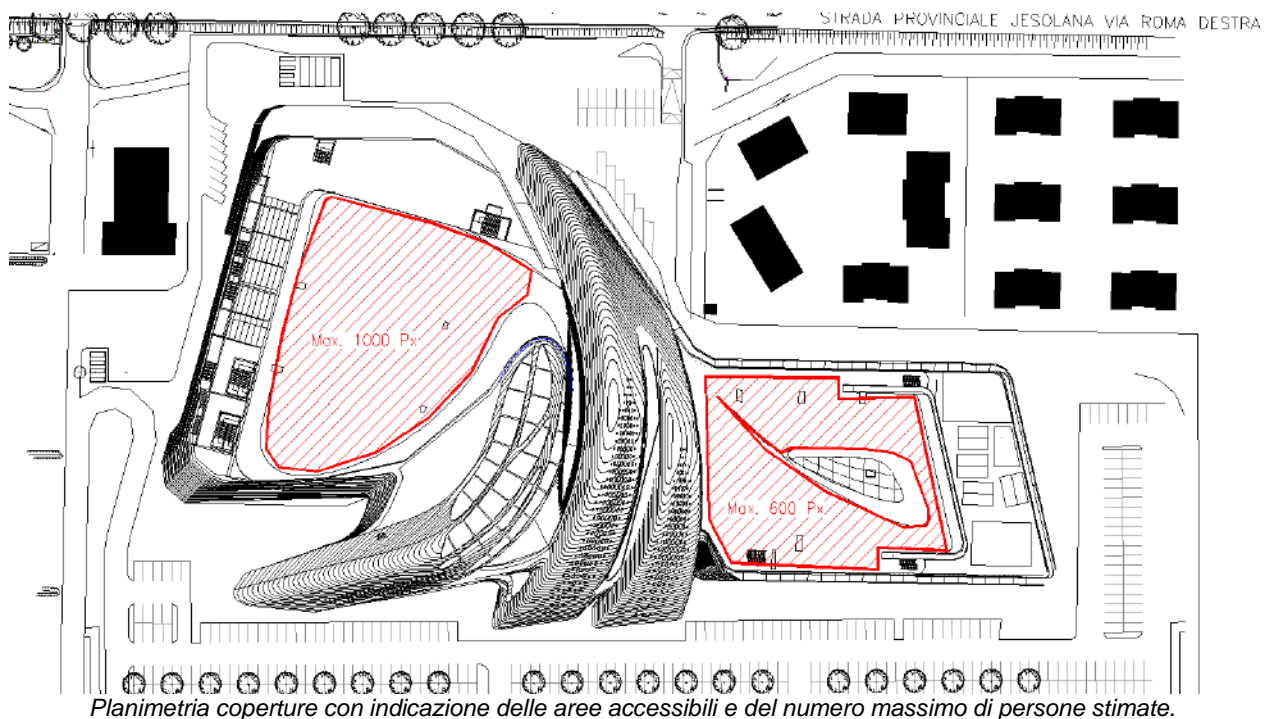 STRADA PROVINCIALE JESOLANA VIA ROMA DESTRA
Max. 1000 Px
Max. 600 Px
Planimetria coperture con indicazione delle aree accessibili e del numero massimo di persone stimate.